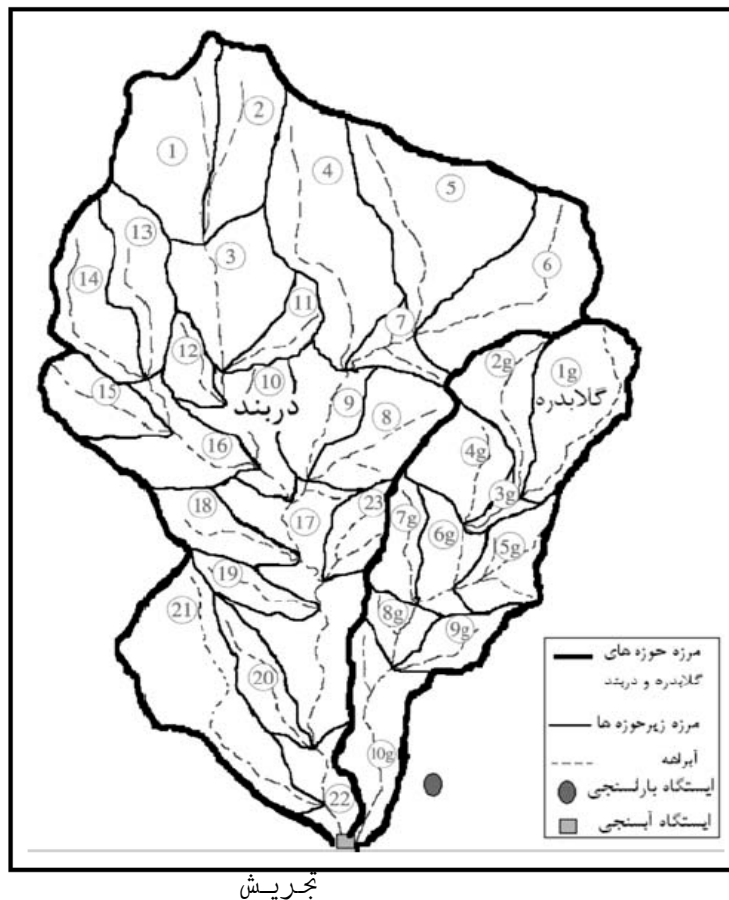 1
2
4
5
13
3
6
14
11
7
12
2g
1g
گلابدره
15
10
9
8
دربند
16
4g
3g
18
17
23
7g
6g
5g
19
21
8g
9g
20
10g
22
مرزه حوزه های
گلابدره و دربند
مرزه زیرحوزه ها
آبراهه
ایستگاه بارانسنجی
ایستگاه آبسنجی
تجریش